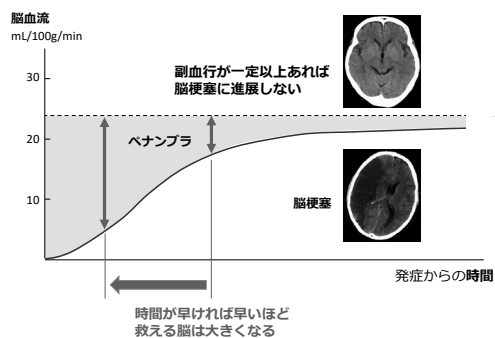 脳血流
mL/100g/min
30
副血行が一定以上あれば
脳梗塞に進展しない
20
ペナンブラ
10
脳梗塞
発症からの時間
時間が早ければ早いほど
救える脳は大きくなる